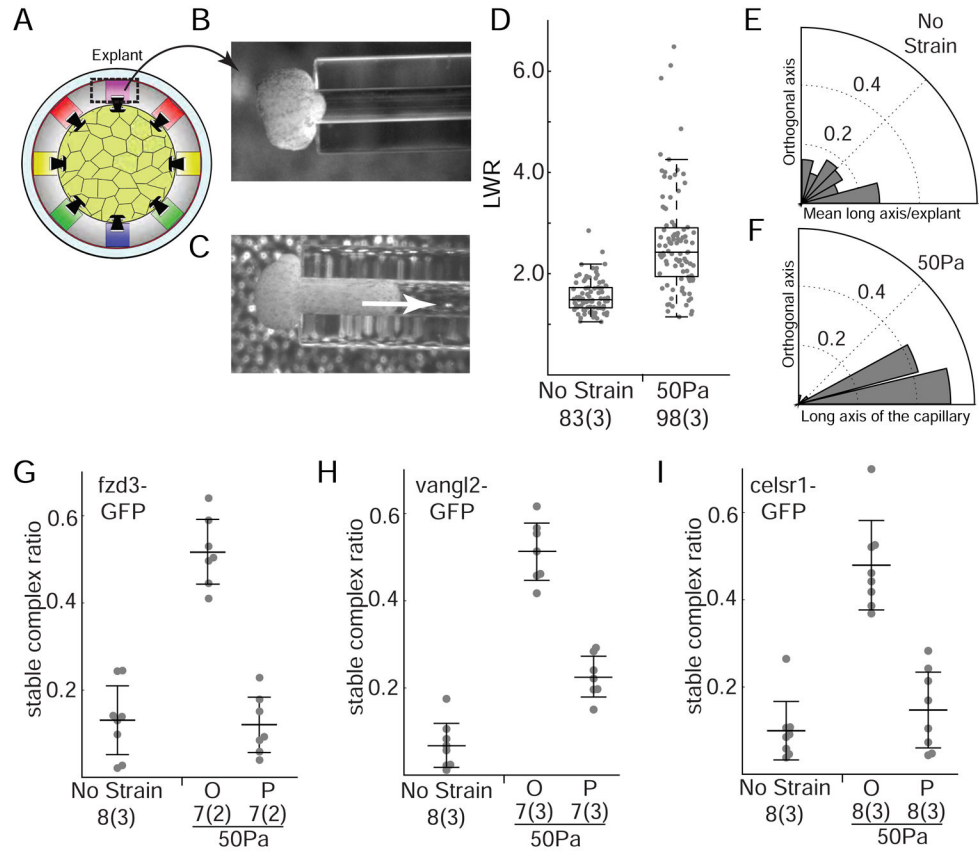 A
Explant
B
C
D
LWR
6.0
4.0
2.0
No Strain
83(3)
50Pa
98(3)
E
No
Strain
Orthogonal axis
0.4
0.2
Mean long axis/explant
F
50Pa
Orthogonal axis
0.4
0.2
Long axis of the capillary
G
fzd3-
GFP
stable complex ratio
0.6
0.4
0.2
No Strain
8(3)
O
7(2)
P
7(2)
50Pa
H
vangl2-
GFP
stable complex ratio
0.6
0.4
0.2
No Strain
8(3)
O
7(3)
P
7(3)
50Pa
I
celsr1-
GFP
stable complex ratio
0.6
0.4
0.2
No Strain
8(3)
O
8(3)
P
8(3)
50Pa